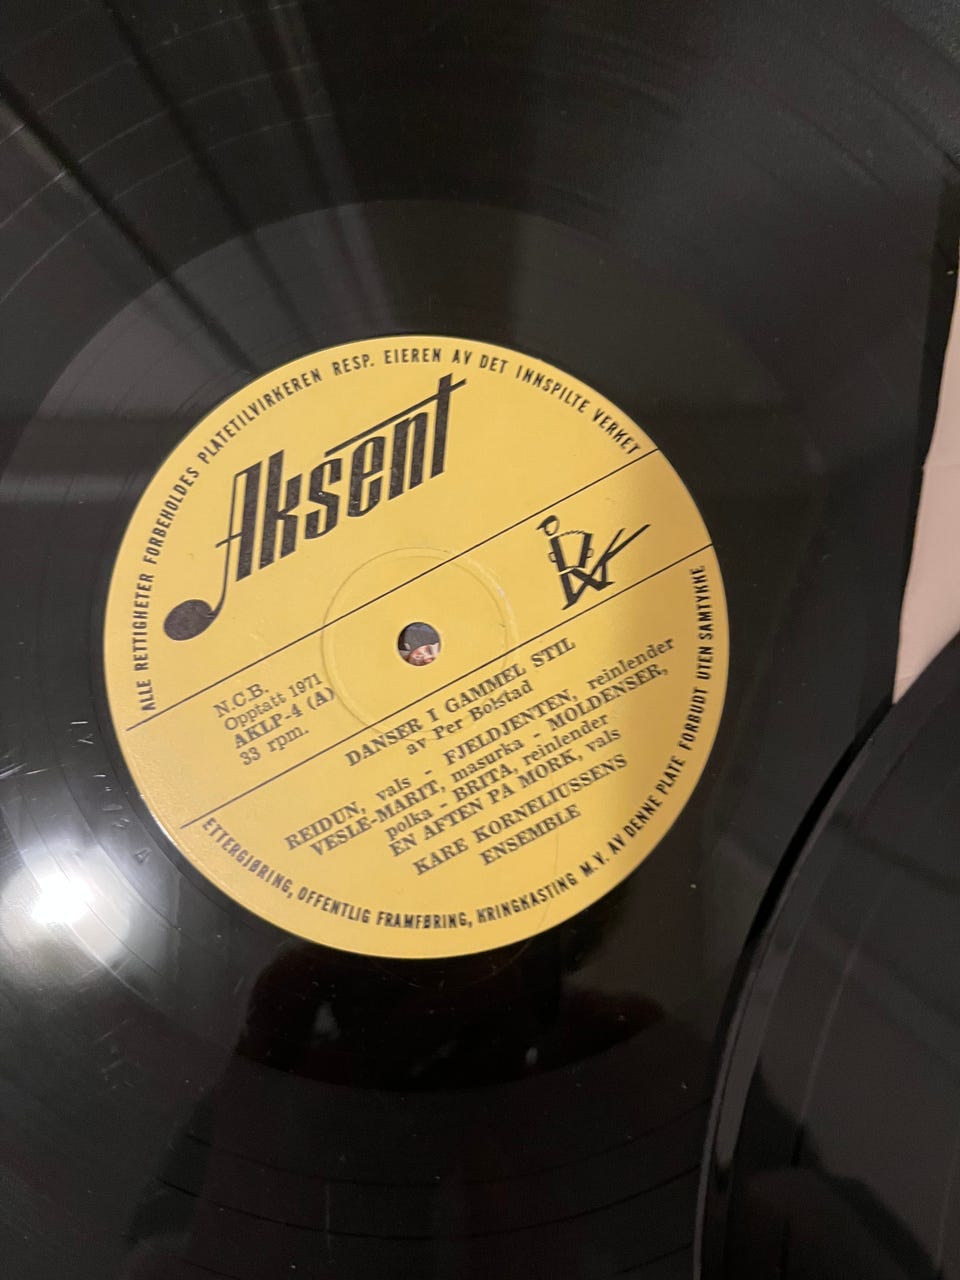 ALLE RETTIGHETER FORBEHOLDES PLATETILVIRKEREN RESP. EIEREN AV DET INNSPILTE VERKET
Aksent
N.C.B.
Opptatt 1971
AKLP-4 (A)
33 rpm.
DANSER I GAMMEL STIL
av Per Bolstad
REIDUN, vals - FJELDJENTEN, reinlender
VESLE-MARIT, masurka - MOLDENSER,
polka - BRITA, reinlender
EN AFTEN PA MORK, vals
KARE KORNELIUSSENS
ENSEMBLE
ETTERGJØRING, OFFENTLIG FRAMFØRING, KRINGKASTING M.V. AV DENNE PLATE FORBUDT UTEN SAMTYKKE